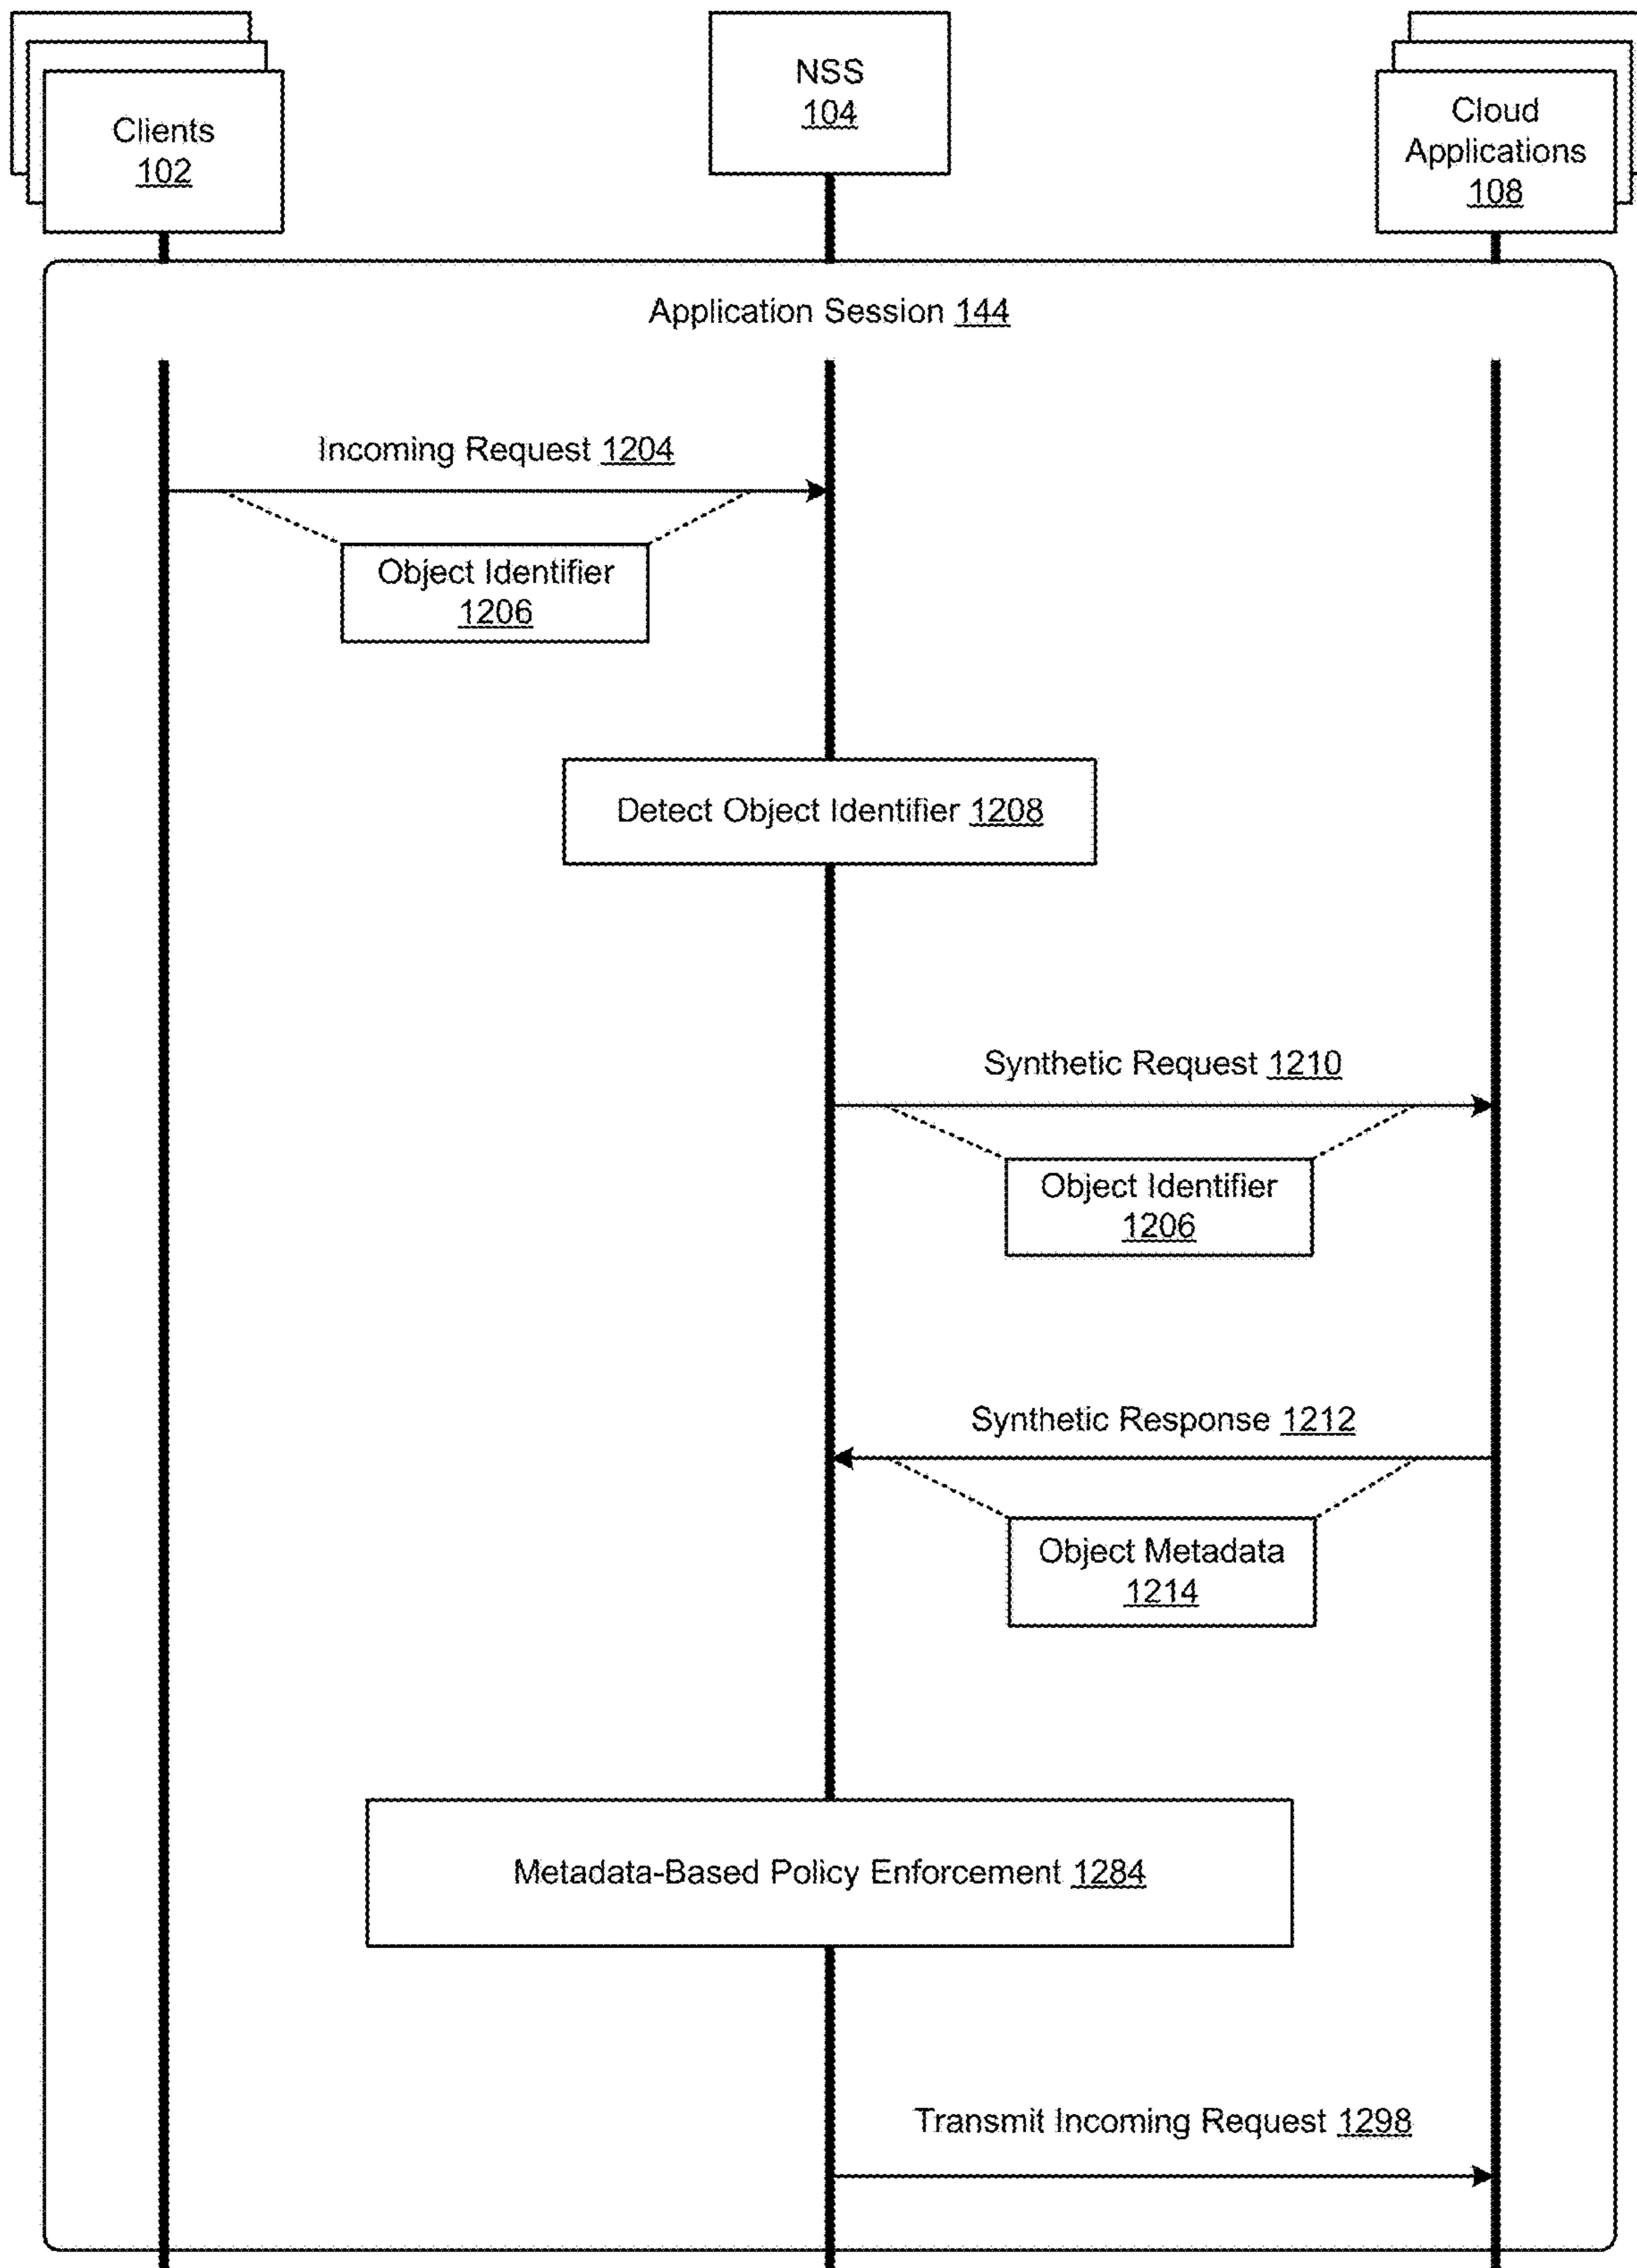 Clients
102
NSS
104
Cloud
Applications
108
Application Session 144
Incoming Request 1204
Object Identifier
1206
Detect Object Identifier 1208
Synthetic Request 1210
Object Identifier
1206
Synthetic Response 1212
Object Metadata
1214
Metadata-Based Policy Enforcement 1284
Transmit Incoming Request 1298